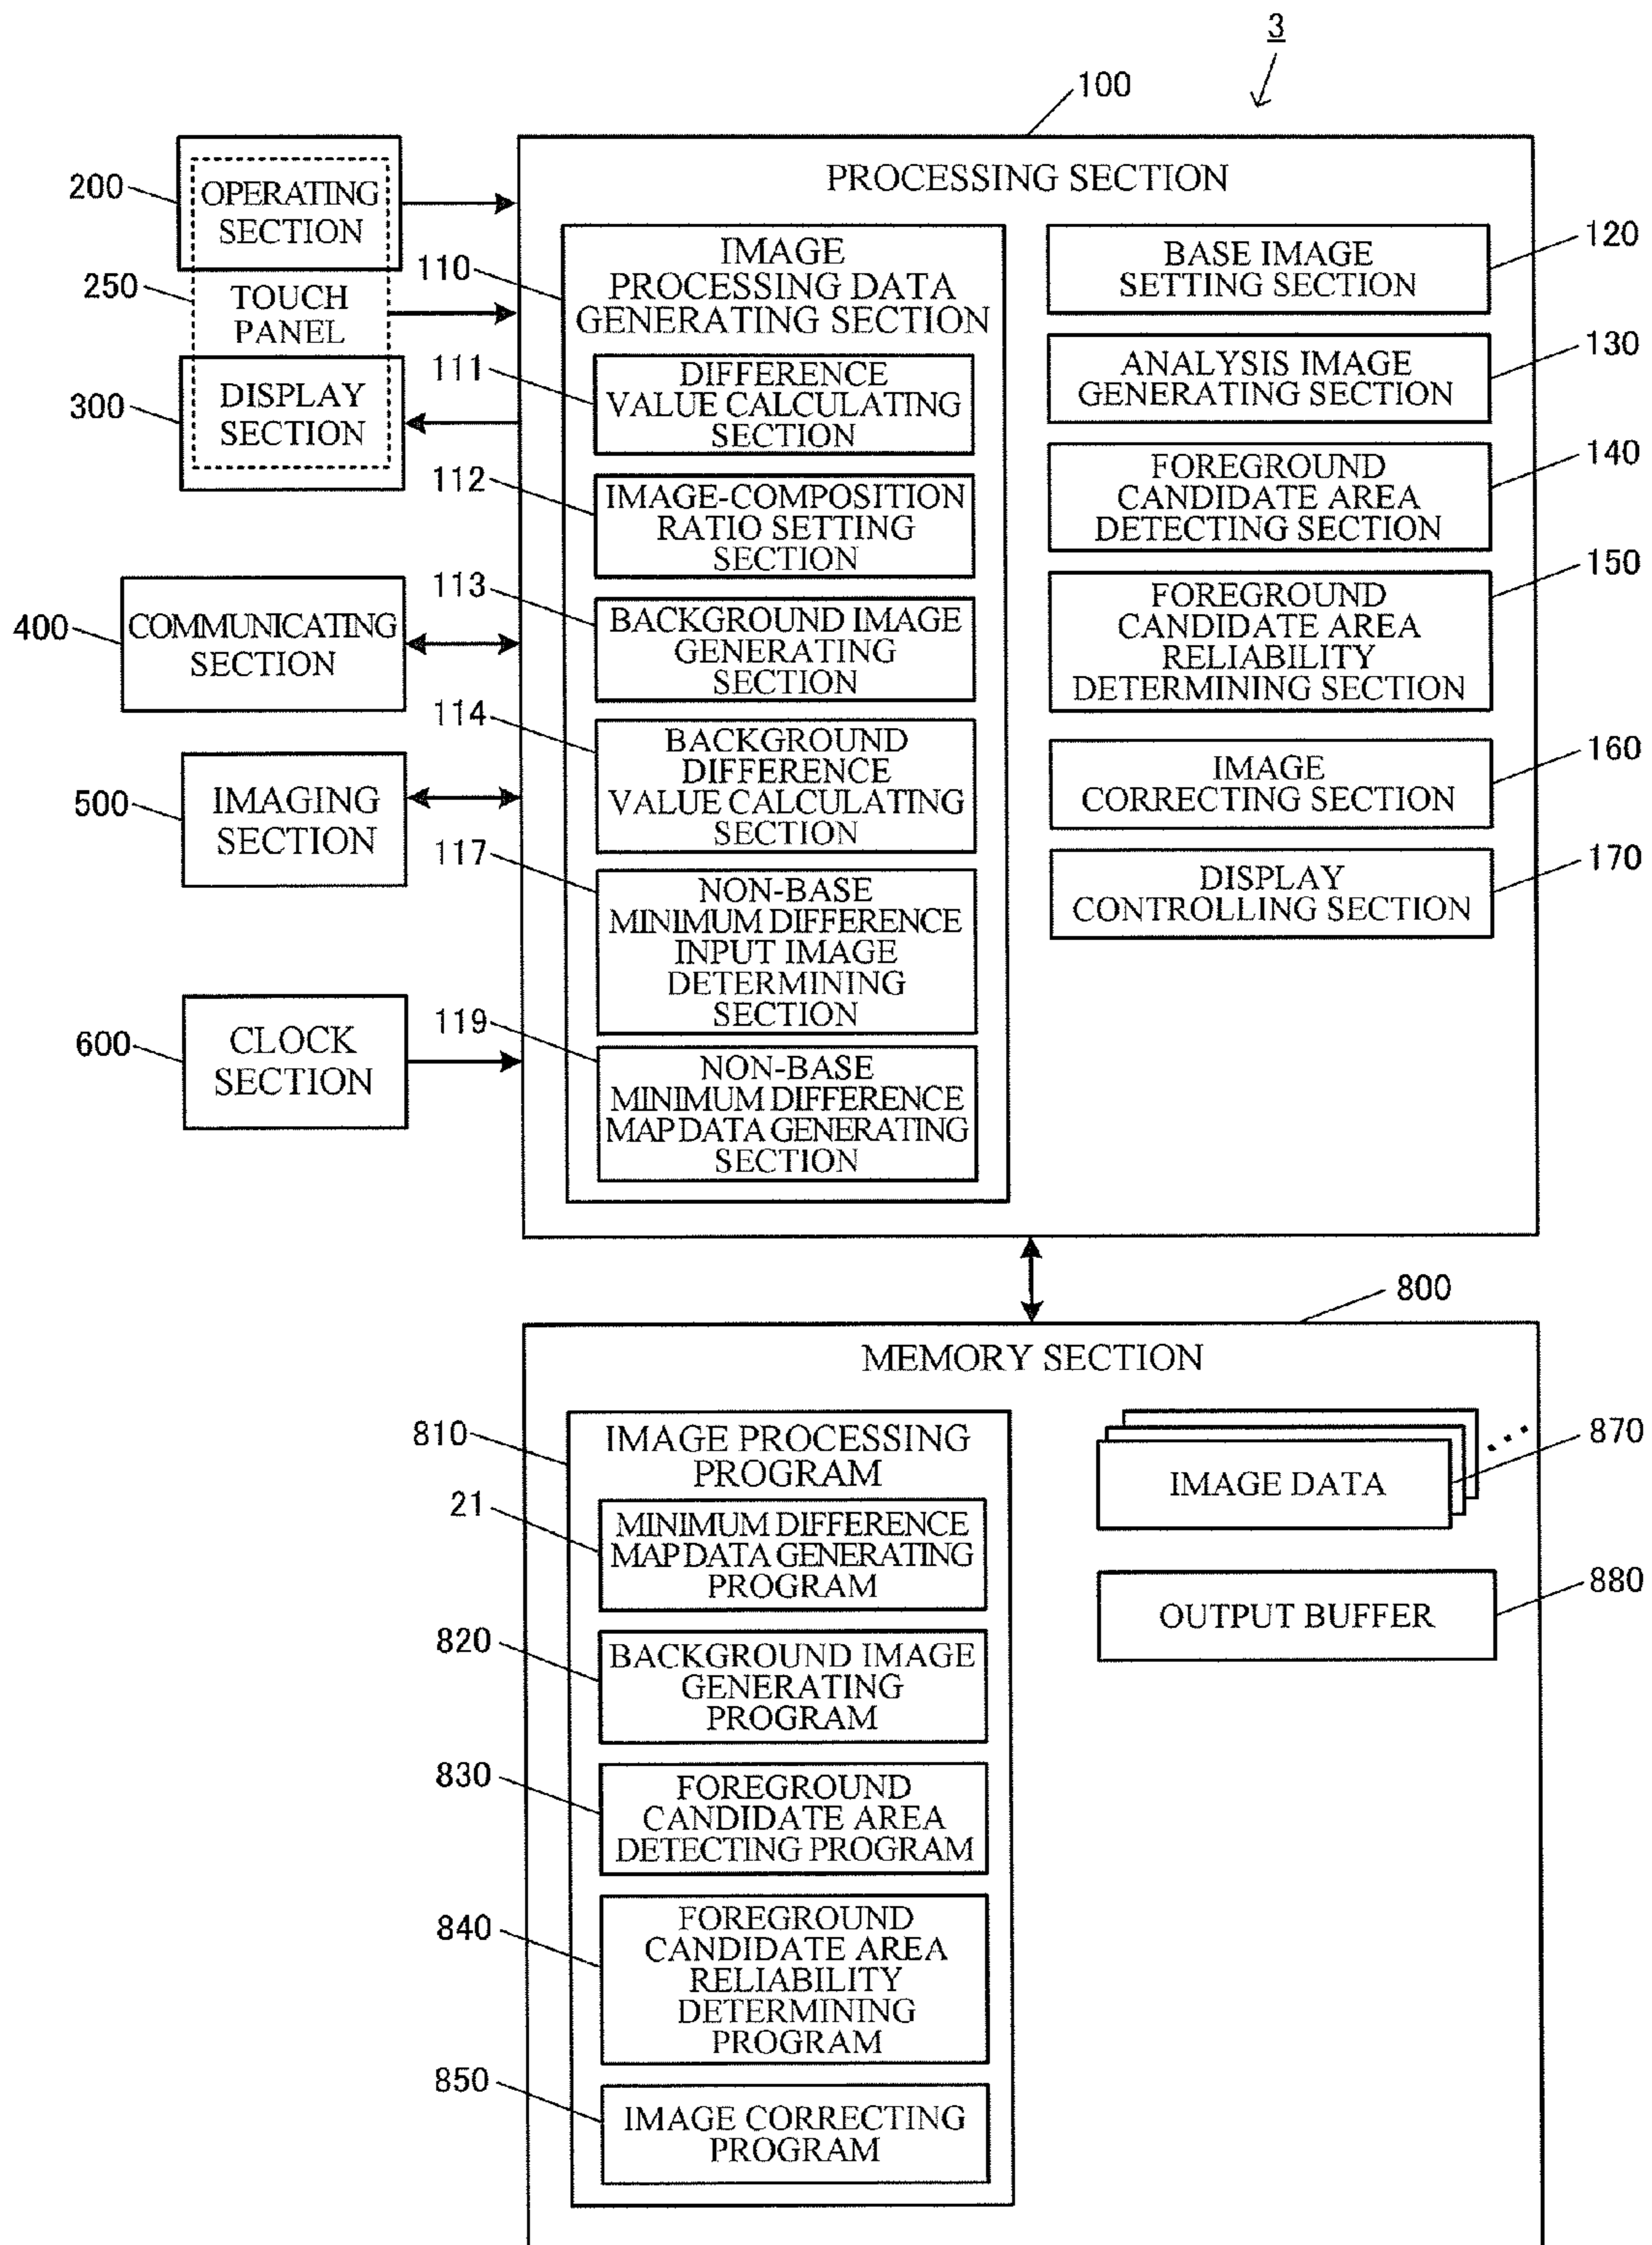 3
100
200
OPERATING
SECTION
250
TOUCH
PANEL
300
DISPLAY
SECTION
400
COMMUNICATING
SECTION
500
IMAGING
SECTION
600
CLOCK
SECTION
PROCESSING SECTION
110
IMAGE
PROCESSING DATA
GENERATING SECTION
111
DIFFERENCE
VALUE CALCULATING
SECTION
112
IMAGE-COMPOSITION
RATIO SETTING
SECTION
113
BACKGROUND IMAGE
GENERATING
SECTION
114
BACKGROUND
DIFFERENCE
VALUE CALCULATING
SECTION
117
NON-BASE
MINIMUM DIFFERENCE
INPUT IMAGE
DETERMINING
SECTION
119
NON-BASE
MINIMUM DIFFERENCE
MAP DATA GENERATING
SECTION
120
BASE IMAGE
SETTING SECTION
130
ANALYSIS IMAGE
GENERATING SECTION
140
FOREGROUND
CANDIDATE AREA
DETECTING SECTION
150
FOREGROUND
CANDIDATE AREA
RELIABILITY
DETERMINING SECTION
160
IMAGE
CORRECTING SECTION
170
DISPLAY
CONTROLLING SECTION
800
MEMORY SECTION
810
IMAGE PROCESSING
PROGRAM
21
MINIMUM DIFFERENCE
MAP DATA GENERATING
PROGRAM
820
BACKGROUND IMAGE
GENERATING
PROGRAM
830
FOREGROUND
CANDIDATE AREA
DETECTING PROGRAM
840
FOREGROUND
CANDIDATE AREA
RELIABILITY
DETERMINING
PROGRAM
850
IMAGE CORRECTING
PROGRAM
870
IMAGE DATA
880
OUTPUT BUFFER